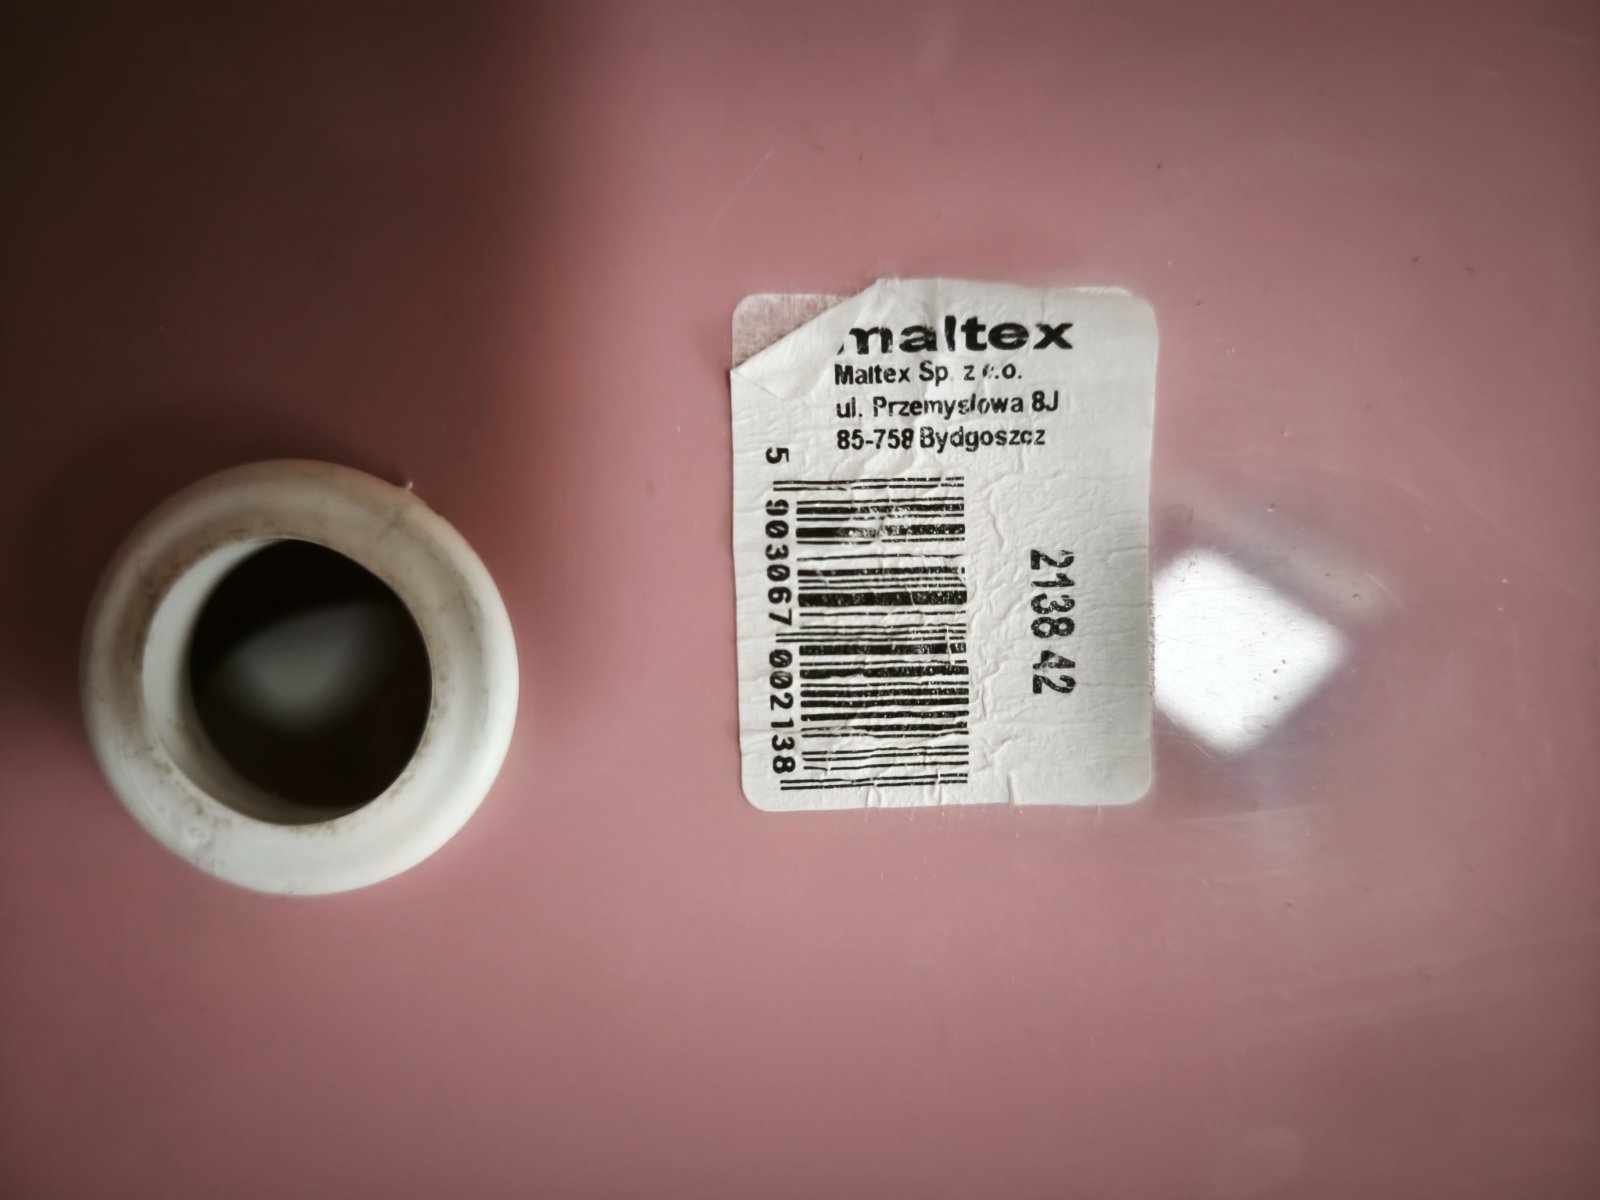 maltex
Maltex Sp. z o.o.
ul. Przemysłowa 8J
85-758 Bydgoszcz
5 903067 002138
2138 42